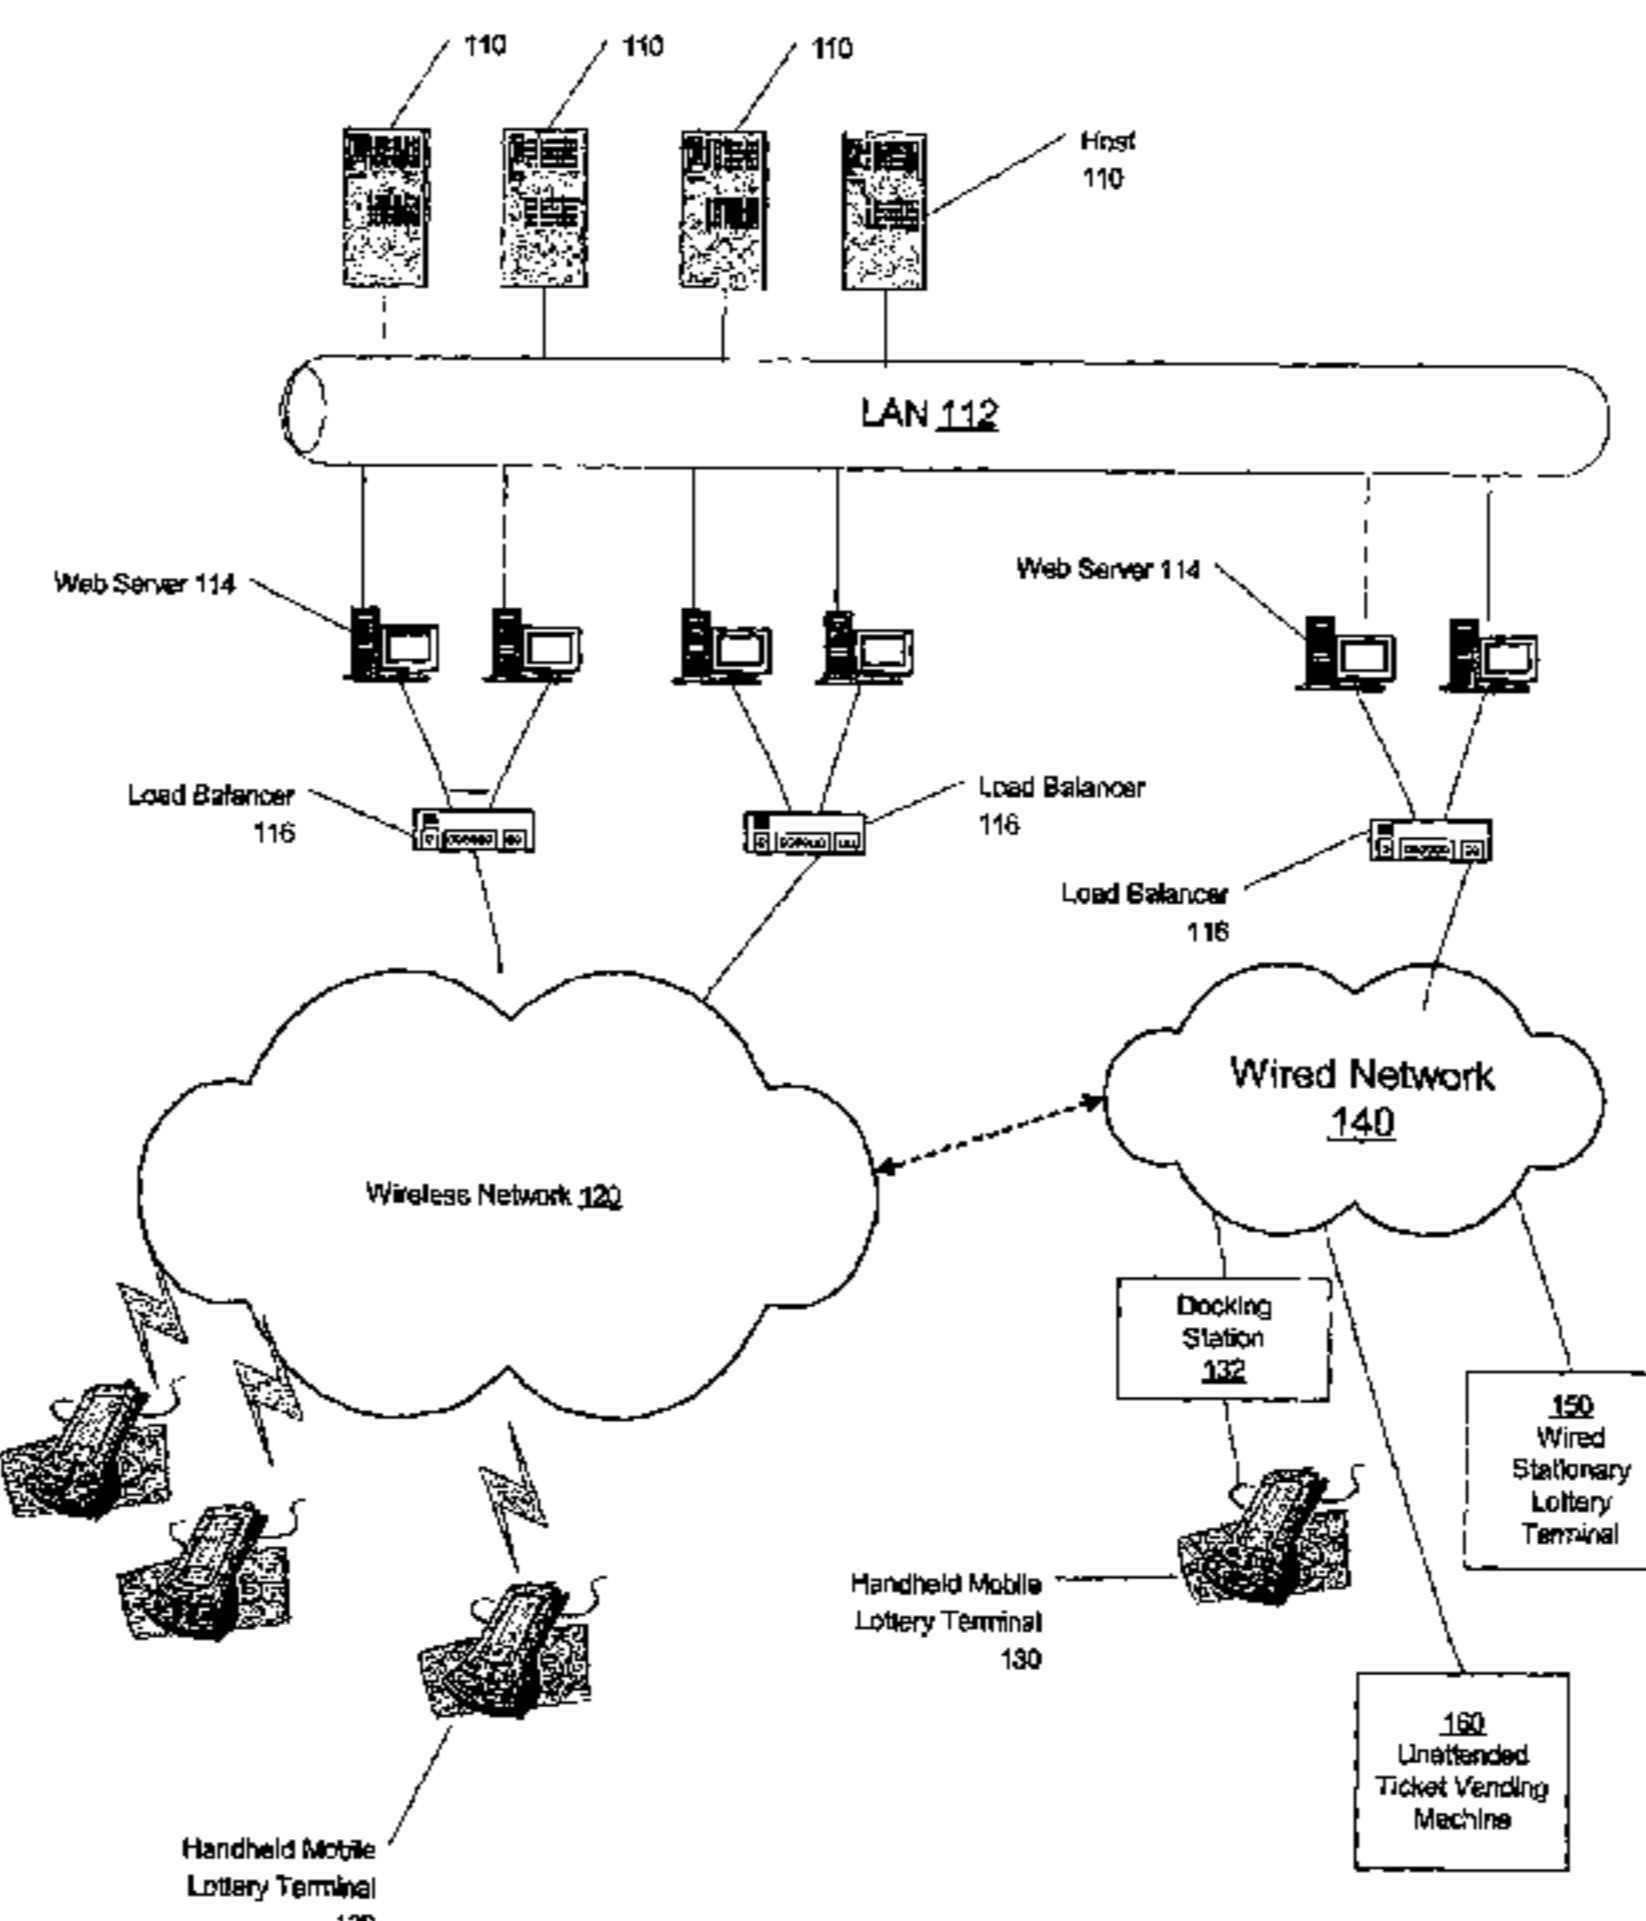 110
110
110
Host
110
LAN 112
Web Server 114
Web Server 114
Load Balancer
116
Load Balancer
116
Load Balancer
116
Wired Network
140
Wireless Network 120
Docking
Station
132
150
Wired
Stationary
Lottery
Terminal
Handheld Mobile
Lottery Terminal
130
160
Unattended
Ticket Vending
Machine
Handheld Mobile
Lottery Terminal